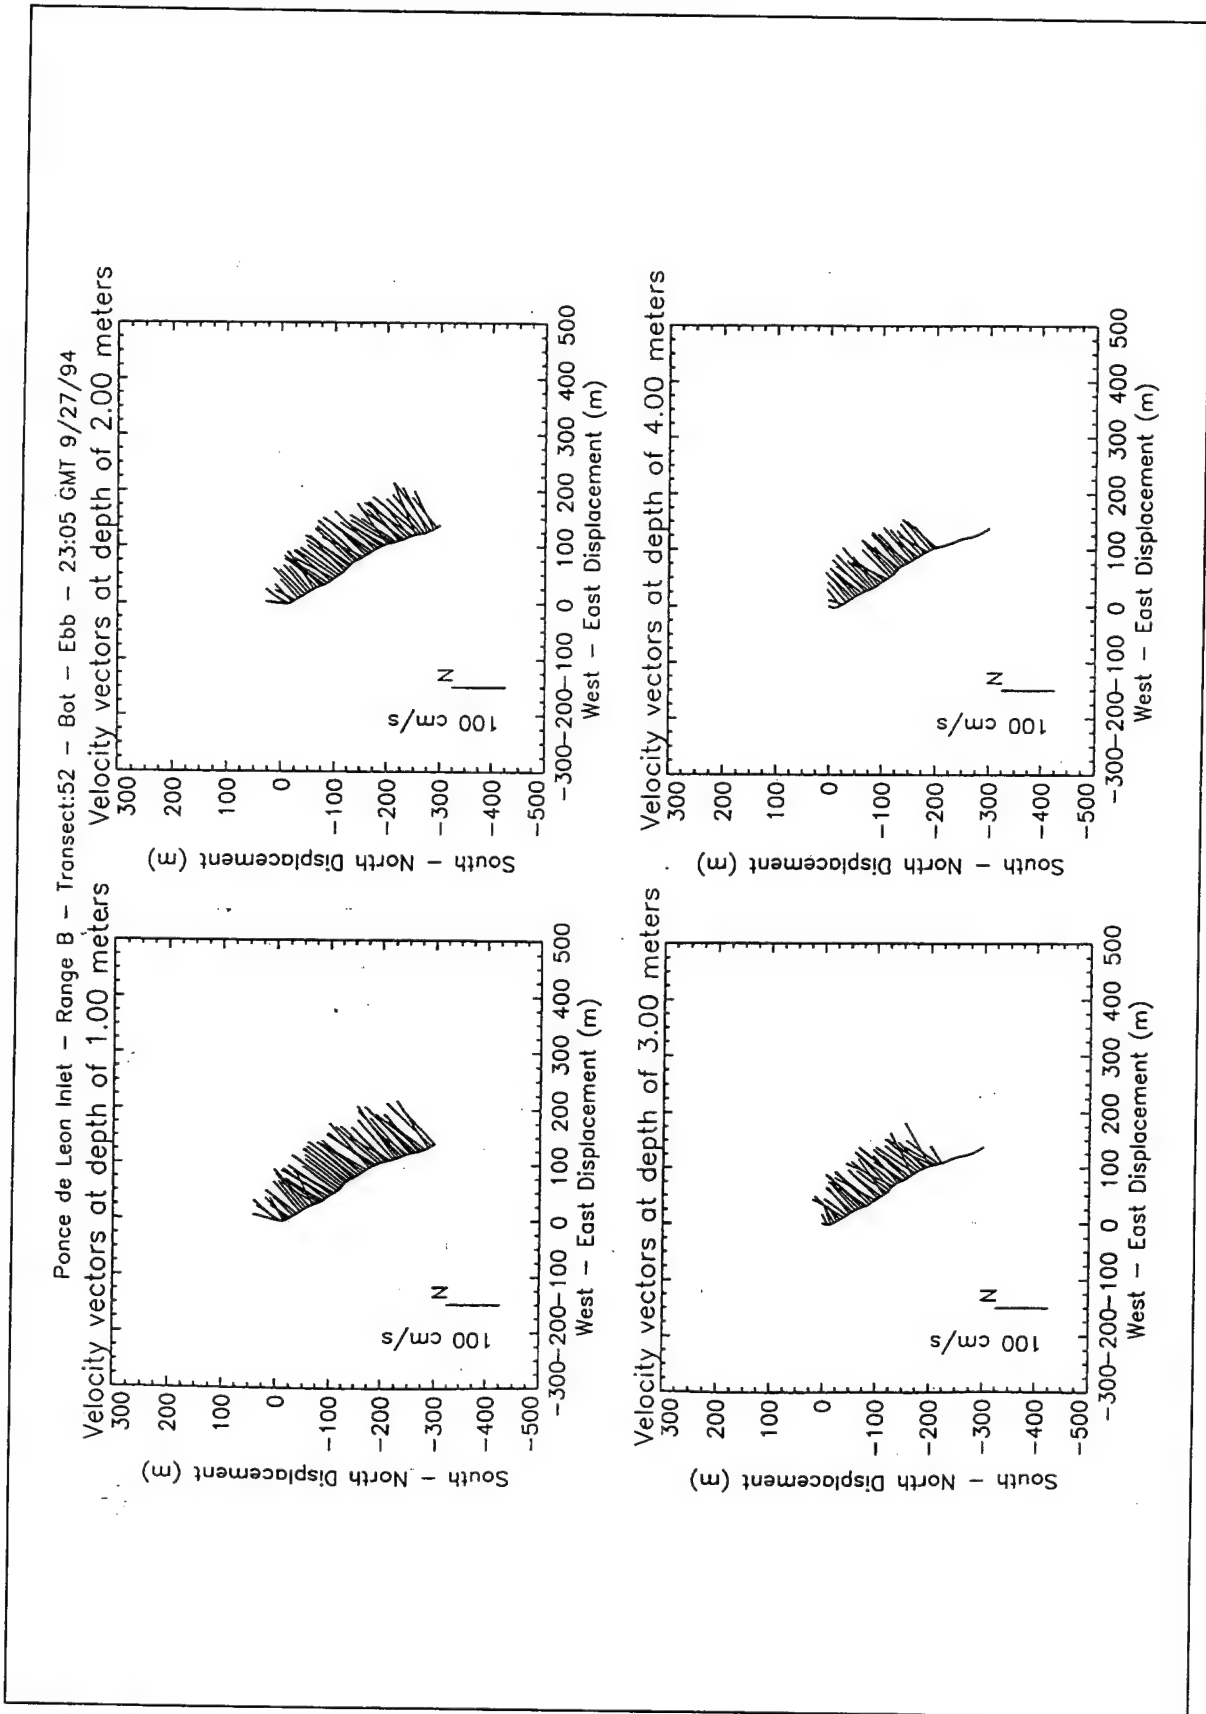 Ponce de Leon Inlet – Range B – Transect:52 – Bot – Ebb – 23:05 GMT 9/27/94
Velocity vectors at depth of 1.00 meters
300
200
100
0
-100
-200
-300
-400
-500
South – North Displacement (m)
N
100 cm/s
-300-200-100 0 100 200 300 400 500
West – East Displacement (m)
Velocity vectors at depth of 2.00 meters
300
200
100
0
-100
-200
-300
-400
-500
South – North Displacement (m)
N
100 cm/s
-300-200-100 0 100 200 300 400 500
West – East Displacement (m)
Velocity vectors at depth of 3.00 meters
300
200
100
0
-100
-200
-300
-400
-500
South – North Displacement (m)
N
100 cm/s
-300-200-100 0 100 200 300 400 500
West – East Displacement (m)
Velocity vectors at depth of 4.00 meters
300
200
100
0
-100
-200
-300
-400
-500
South – North Displacement (m)
N
100 cm/s
-300-200-100 0 100 200 300 400 500
West – East Displacement (m)